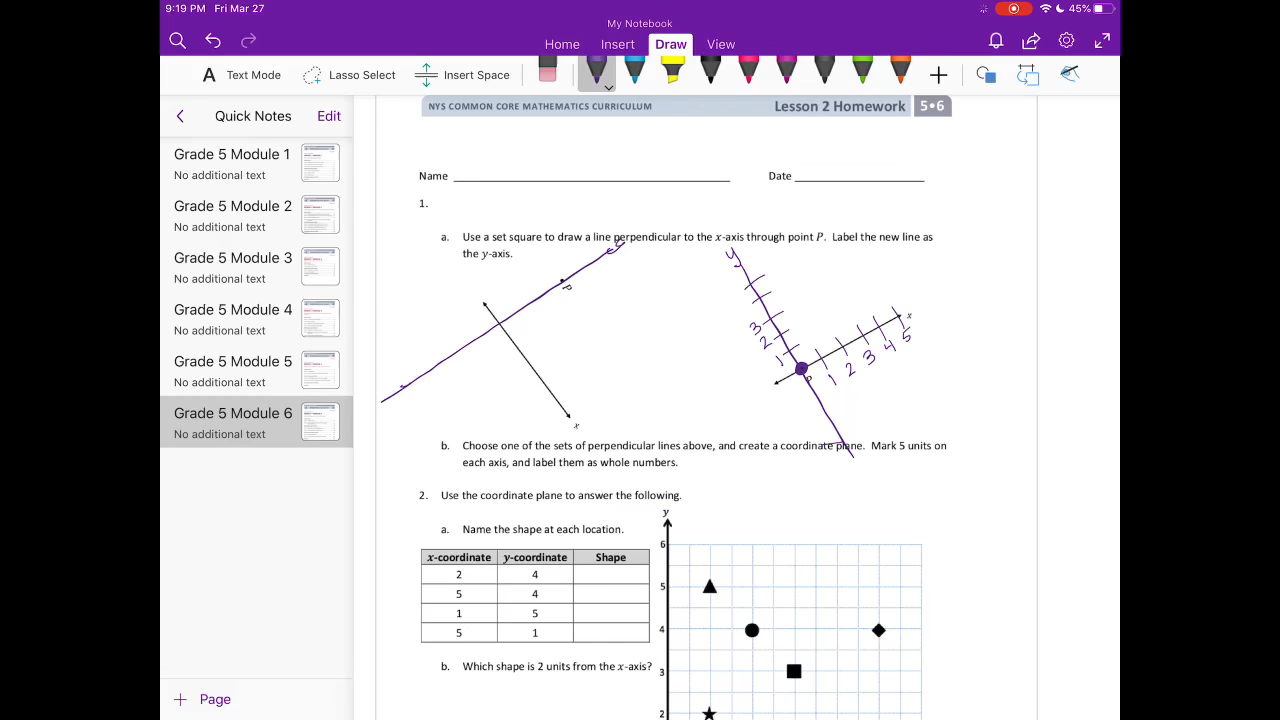 9:19 PM Fri Mar 27
45%
My Notebook
Home Insert Draw View
Text Mode Lasso Select Insert Space
Quick Notes Edit
Grade 5 Module 1
No additional text
Grade 5 Module 2
No additional text
Grade 5 Module 3
No additional text
Grade 5 Module 4
No additional text
Grade 5 Module 5
No additional text
Grade 5 Module 6
No additional text
Page
NYS COMMON CORE MATHEMATICS CURRICULUM Lesson 2 Homework 5•6
Name Date
1.
a. Use a set square to draw a line perpendicular to the x-axis through point P. Label the new line as
the y-axis.
P
y
x
2
1
2 3 4 5
P
b. Choose one of the sets of perpendicular lines above, and create a coordinate plane. Mark 5 units on
each axis, and label them as whole numbers.
2. Use the coordinate plane to answer the following.
a. Name the shape at each location.
x-coordinate y-coordinate Shape
2 4
5 4
1 5
5 1
b. Which shape is 2 units from the x-axis?
y
6
5
4
3
2